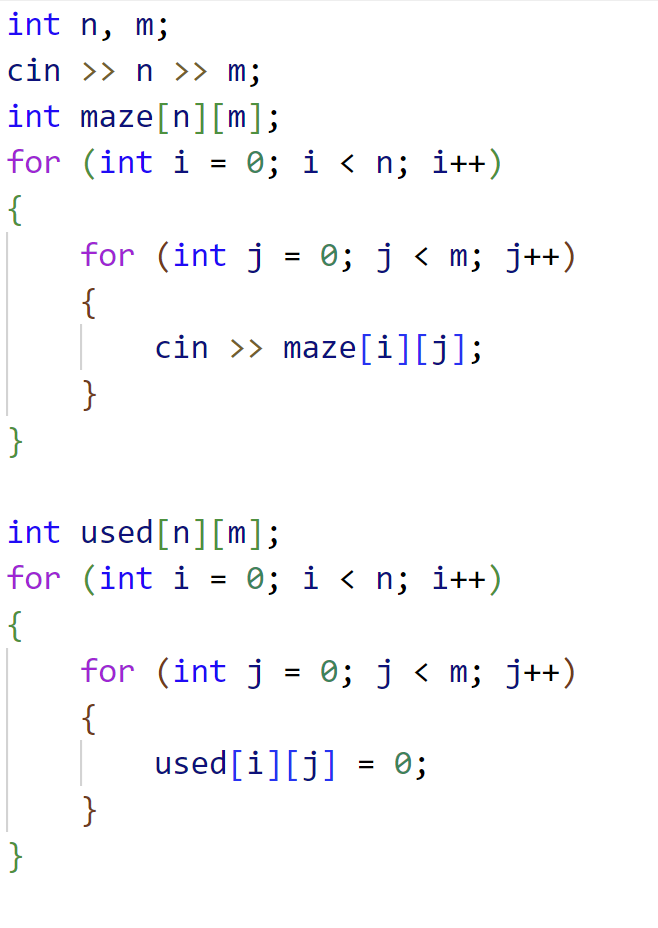 int n, m;
cin >> n >> m;
int maze[n][m];
for (int i = 0; i < n; i++)
{
    for (int j = 0; j < m; j++)
    {
        cin >> maze[i][j];
    }
}

int used[n][m];
for (int i = 0; i < n; i++)
{
    for (int j = 0; j < m; j++)
    {
        used[i][j] = 0;
    }
}